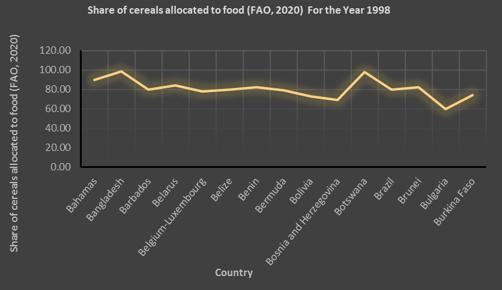 Share of cereals allocated to food (FAO, 2020)  For the Year 1998
Share of cereals allocated to food (FAO, 2020)
120.00
100.00
80.00
60.00
40.00
20.00
0.00
Bahamas
Bangladesh
Barbados
Belarus
Belgium-Luxembourg
Belize
Benin
Bermuda
Bolivia
Bosnia and Herzegovina
Botswana
Brazil
Brunei
Bulgaria
Burkina Faso
Country